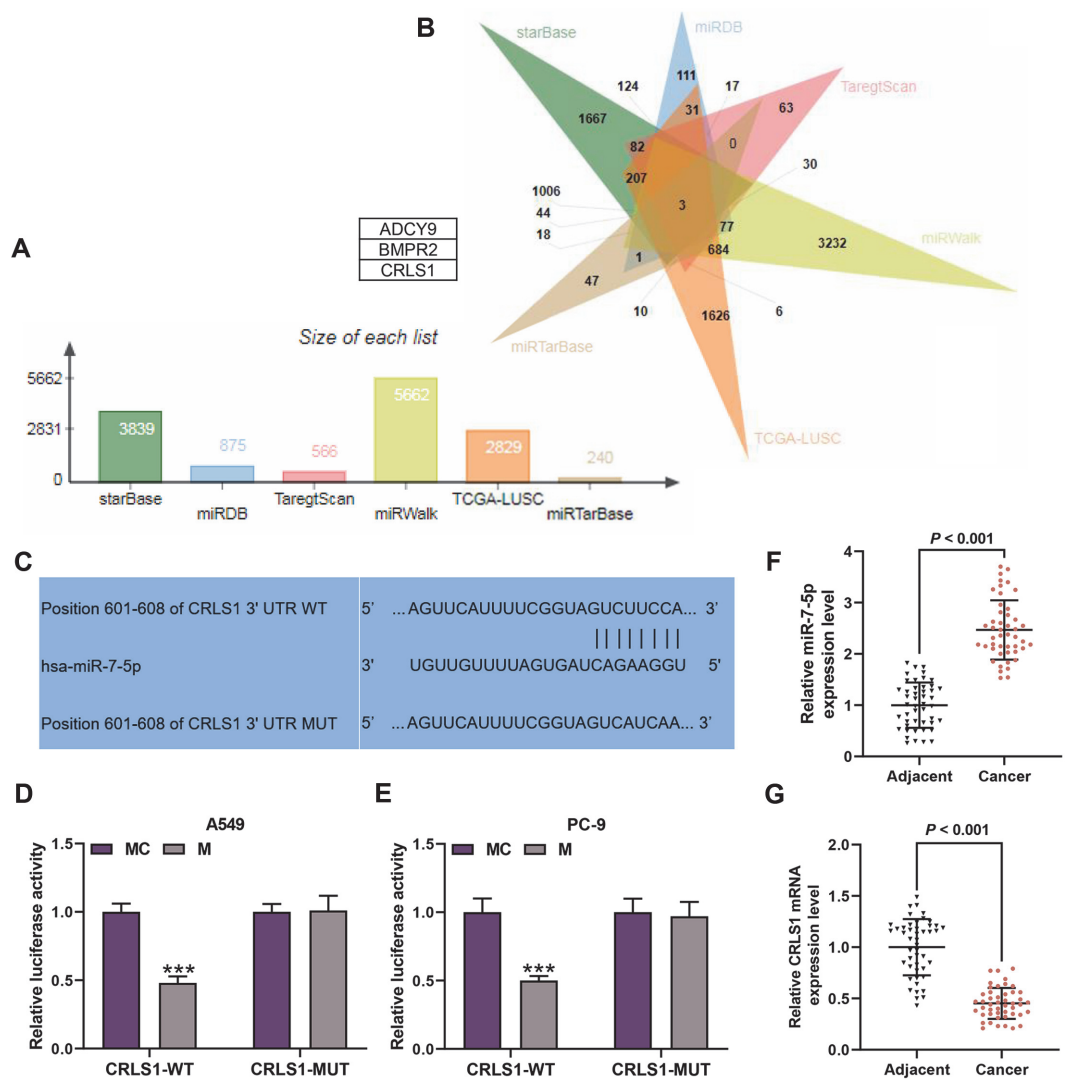 A
Size of each list
5662
2831
0
3839
875
566
5662
2829
240
starBase
miRDB
TaregtScan
miRWalk
TCGA-LUSC
miRTarBase
B
ADCY9
BMPR2
CRLS1
starBase
miRDB
TaregtScan
miRWalk
TCGA-LUSC
miRTarBase
124
111
17
63
1667
31
0
82
30
207
1006
3
44
77
18
684
3232
1
47
10
1626
6
C
Position 601-608 of CRLS1 3' UTR WT 5' ...AGUUCAUUUUCGGUAGUCUUCCA... 3'
hsa-miR-7-5p 3' UGUUGUUUUAGUGAUCAGAAGGU 5'
Position 601-608 of CRLS1 3' UTR MUT 5' ...AGUUCAUUUUCGGUAGUCAUCAA... 3'
D
A549
MC M
Relative luciferase activity
1.5
1.0
0.5
0.0
***
CRLS1-WT CRLS1-MUT
E
PC-9
MC M
Relative luciferase activity
1.5
1.0
0.5
0.0
***
CRLS1-WT CRLS1-MUT
F
P < 0.001
Relative miR-7-5p
expression level
4
3
2
1
0
Adjacent Cancer
G
P < 0.001
Relative CRLS1 mRNA
expression level
2.0
1.5
1.0
0.5
0.0
Adjacent Cancer